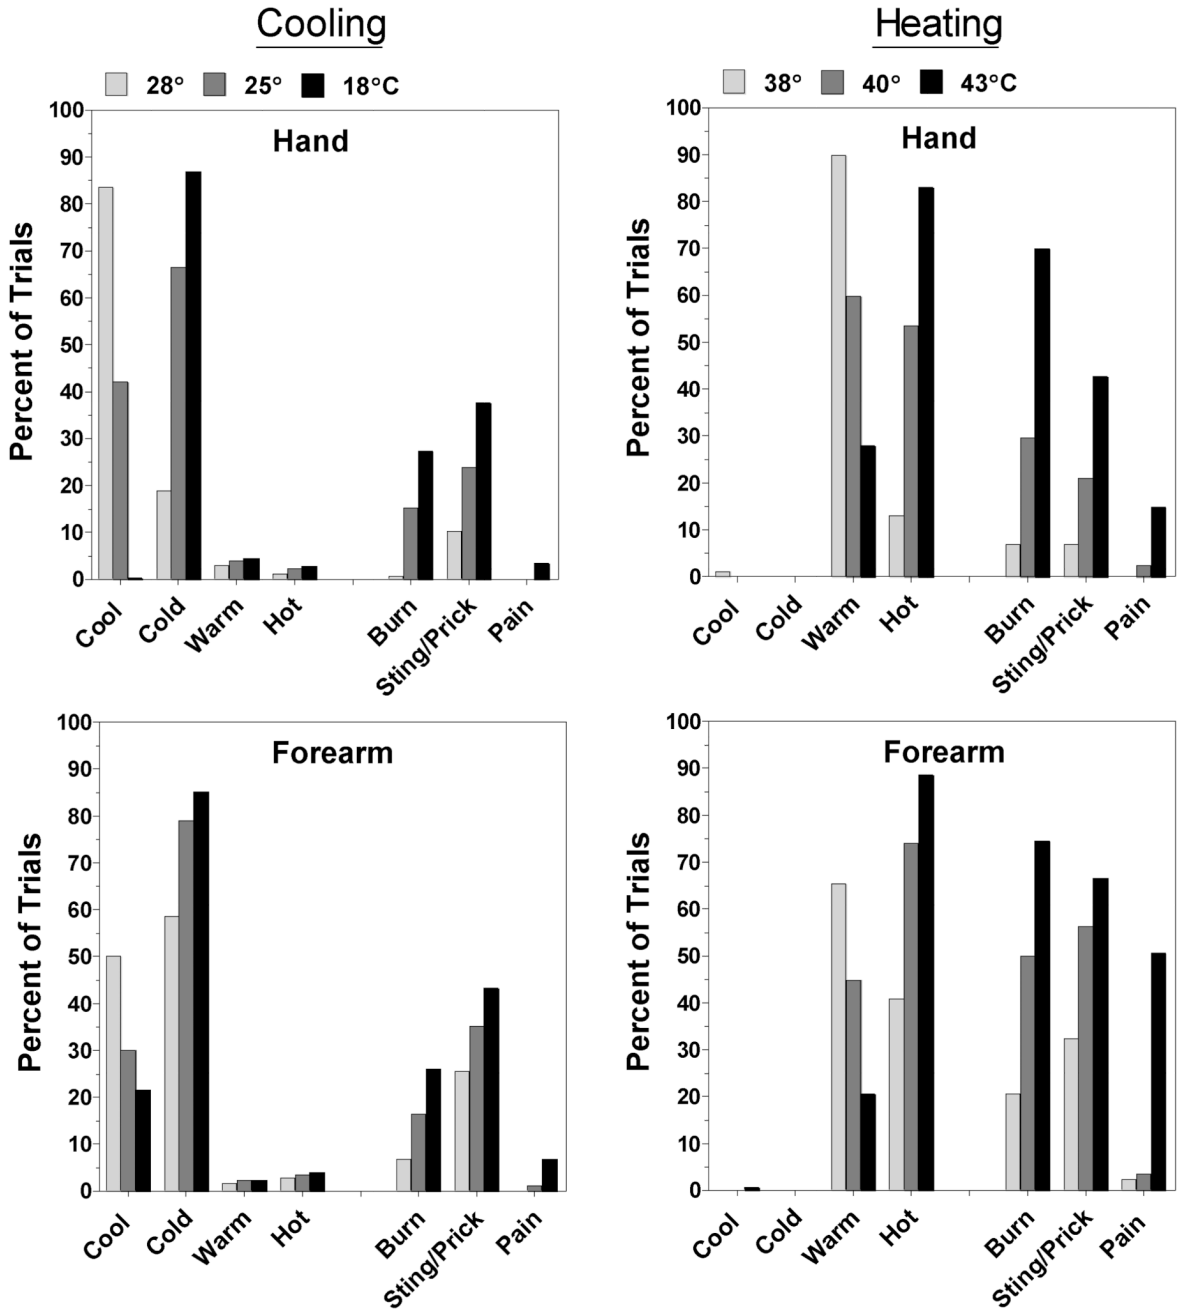 Cooling
28° 25° 18°C
Hand
Percent of Trials
100
90
80
70
60
50
40
30
20
10
0
Cool
Cold
Warm
Hot
Burn
Sting/Prick
Pain
Heating
38° 40° 43°C
Hand
Percent of Trials
100
90
80
70
60
50
40
30
20
10
0
Cool
Cold
Warm
Hot
Burn
Sting/Prick
Pain
Forearm
Percent of Trials
100
90
80
70
60
50
40
30
20
10
0
Cool
Cold
Warm
Hot
Burn
Sting/Prick
Pain
Forearm
Percent of Trials
100
90
80
70
60
50
40
30
20
10
0
Cool
Cold
Warm
Hot
Burn
Sting/Prick
Pain